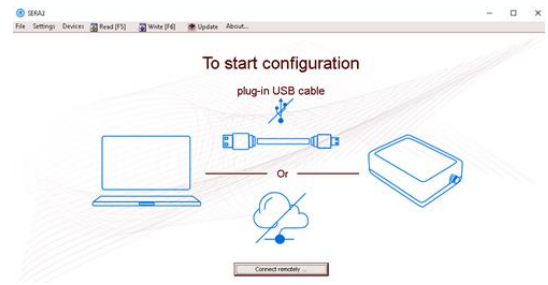 SERA2
File Settings Devices Read [F5] Write [F6] Update About...
To start configuration
plug-in USB cable
Or
Connect remotely ...